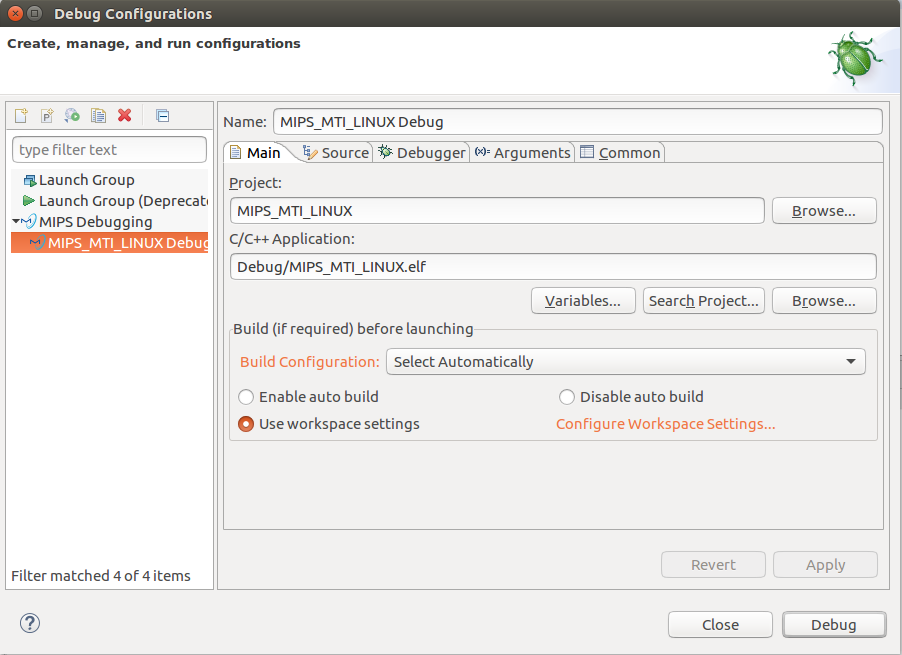 Debug Configurations
Create, manage, and run configurations
Name: MIPS_MTI_LINUX Debug
type filter text
Launch Group
Launch Group (Deprecate
MIPS Debugging
MIPS_MTI_LINUX Debug
Filter matched 4 of 4 items
Main Source Debugger (x)= Arguments Common
Project:
MIPS_MTI_LINUX Browse...
C/C++ Application:
Debug/MIPS_MTI_LINUX.elf
Variables... Search Project... Browse...
Build (if required) before launching
Build Configuration: Select Automatically
Enable auto build Disable auto build
Use workspace settings Configure Workspace Settings...
Revert Apply
? Close Debug